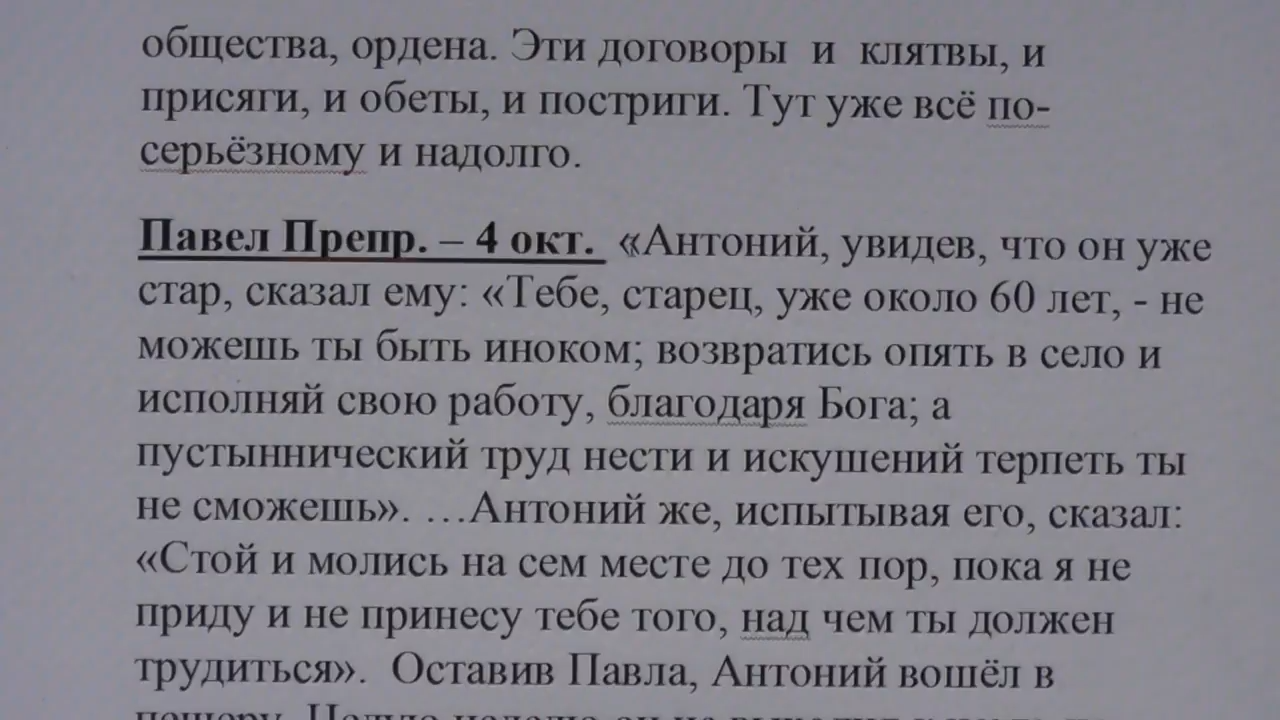 общества, ордена. Эти договоры и клятвы, и
присяги, и обеты, и постриги. Тут уже всё по-
серьёзному и надолго.
Павел Препр. – 4 окт. «Антоний, увидев, что он уже
стар, сказал ему: «Тебе, старец, уже около 60 лет, - не
можешь ты быть иноком; возвратись опять в село и
исполняй свою работу, благодаря Бога; а
пустыннический труд нести и искушений терпеть ты
не сможешь». …Антоний же, испытывая его, сказал:
«Стой и молись на сем месте до тех пор, пока я не
приду и не принесу тебе того, над чем ты должен
трудиться». Оставив Павла, Антоний вошёл в